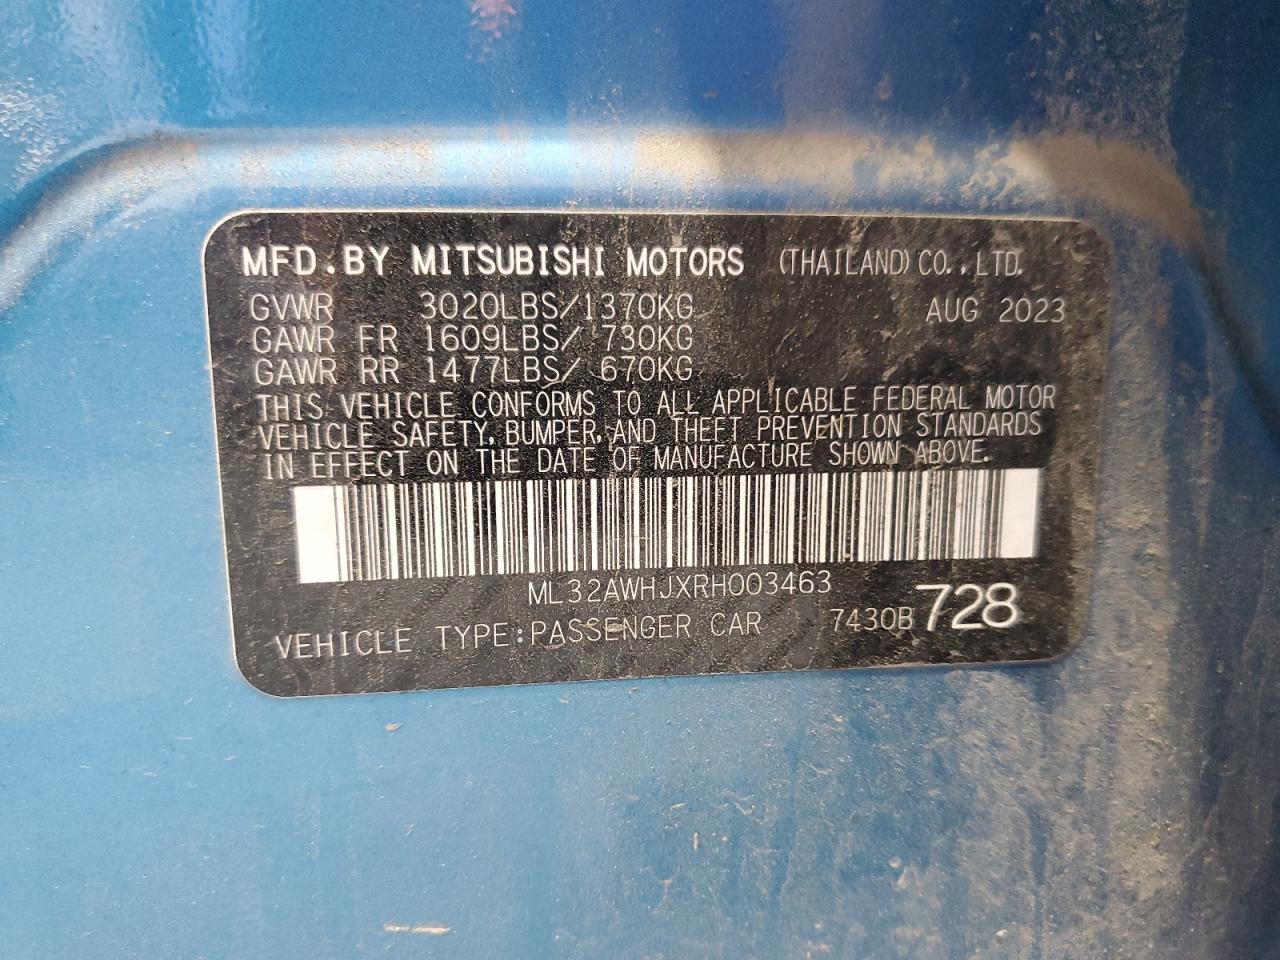 MFD.BY MITSUBISHI MOTORS (THAILAND) CO., LTD.
GVWR 3020LBS/1370KG AUG 2023
GAWR FR 1609LBS/ 730KG
GAWR RR 1477LBS/ 670KG
THIS VEHICLE CONFORMS TO ALL APPLICABLE FEDERAL MOTOR
VEHICLE SAFETY, BUMPER, AND THEFT PREVENTION STANDARDS
IN EFFECT ON THE DATE OF MANUFACTURE SHOWN ABOVE.
ML32AWHJXRH003463
VEHICLE TYPE:PASSENGER CAR 7430B 728